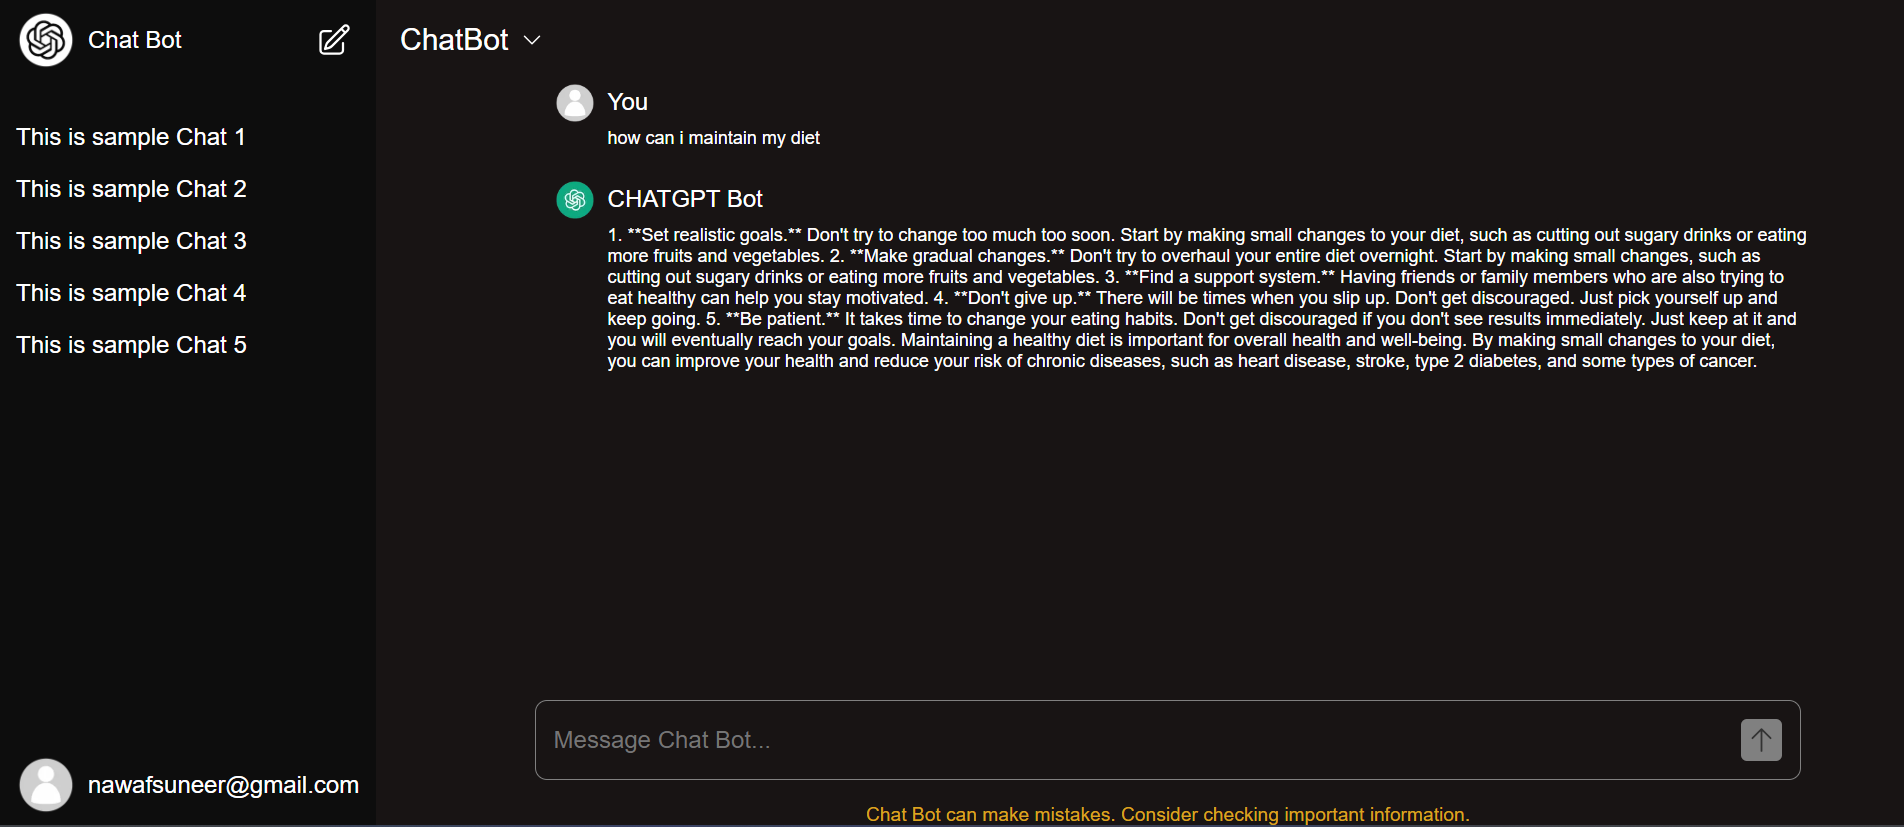 Chat Bot
This is sample Chat 1
This is sample Chat 2
This is sample Chat 3
This is sample Chat 4
This is sample Chat 5
nawafsuneer@gmail.com
ChatBot
You
how can i maintain my diet
CHATGPT Bot
1. **Set realistic goals.** Don't try to change too much too soon. Start by making small changes to your diet, such as cutting out sugary drinks or eating
more fruits and vegetables. 2. **Make gradual changes.** Don't try to overhaul your entire diet overnight. Start by making small changes, such as
cutting out sugary drinks or eating more fruits and vegetables. 3. **Find a support system.** Having friends or family members who are also trying to
eat healthy can help you stay motivated. 4. **Don't give up.** There will be times when you slip up. Don't get discouraged. Just pick yourself up and
keep going. 5. **Be patient.** It takes time to change your eating habits. Don't get discouraged if you don't see results immediately. Just keep at it and
you will eventually reach your goals. Maintaining a healthy diet is important for overall health and well-being. By making small changes to your diet,
you can improve your health and reduce your risk of chronic diseases, such as heart disease, stroke, type 2 diabetes, and some types of cancer.
Message Chat Bot...
Chat Bot can make mistakes. Consider checking important information.